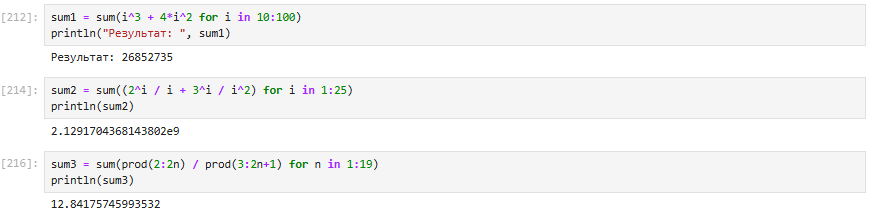 [212]: sum1 = sum(i^3 + 4*i^2 for i in 10:100)
println("Результат: ", sum1)
Результат: 26852735
[214]: sum2 = sum((2^i / i + 3^i / i^2) for i in 1:25)
println(sum2)
2.1291704368143802e9
[216]: sum3 = sum(prod(2:2n) / prod(3:2n+1) for n in 1:19)
println(sum3)
12.84175745993532